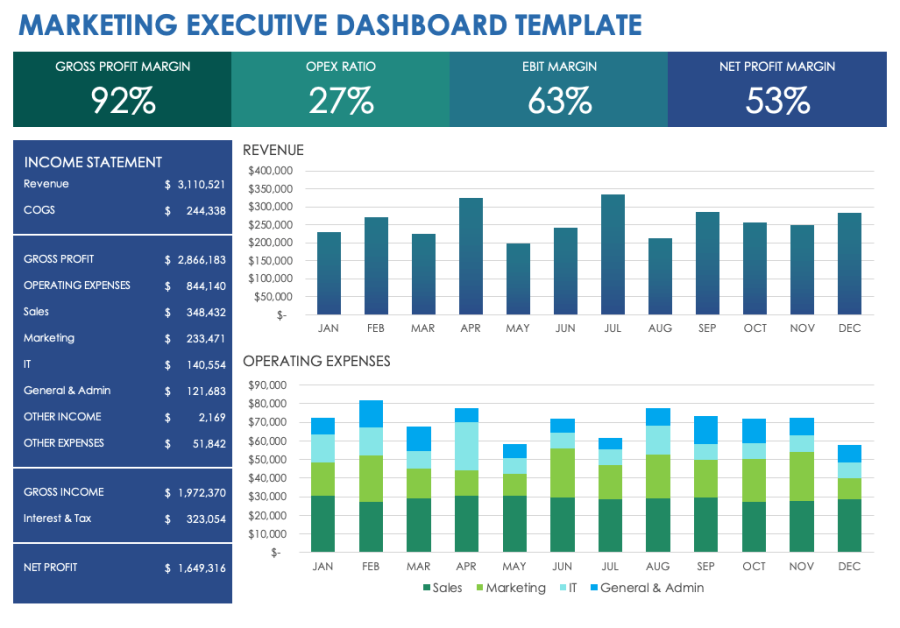 MARKETING EXECUTIVE DASHBOARD TEMPLATE
GROSS PROFIT MARGIN
92%
OPEX RATIO
27%
EBIT MARGIN
63%
NET PROFIT MARGIN
53%
INCOME STATEMENT
Revenue $ 3,110,521
COGS $ 244,338
GROSS PROFIT $ 2,866,183
OPERATING EXPENSES $ 844,140
Sales $ 348,432
Marketing $ 233,471
IT $ 140,554
General & Admin $ 121,683
OTHER INCOME $ 2,169
OTHER EXPENSES $ 51,842
GROSS INCOME $ 1,972,370
Interest & Tax $ 323,054
NET PROFIT $ 1,649,316
REVENUE
$400,000
$350,000
$300,000
$250,000
$200,000
$150,000
$100,000
$50,000
$-
JAN FEB MAR APR MAY JUN JUL AUG SEP OCT NOV DEC
OPERATING EXPENSES
$90,000
$80,000
$70,000
$60,000
$50,000
$40,000
$30,000
$20,000
$10,000
$-
JAN FEB MAR APR MAY JUN JUL AUG SEP OCT NOV DEC
Sales Marketing IT General & Admin